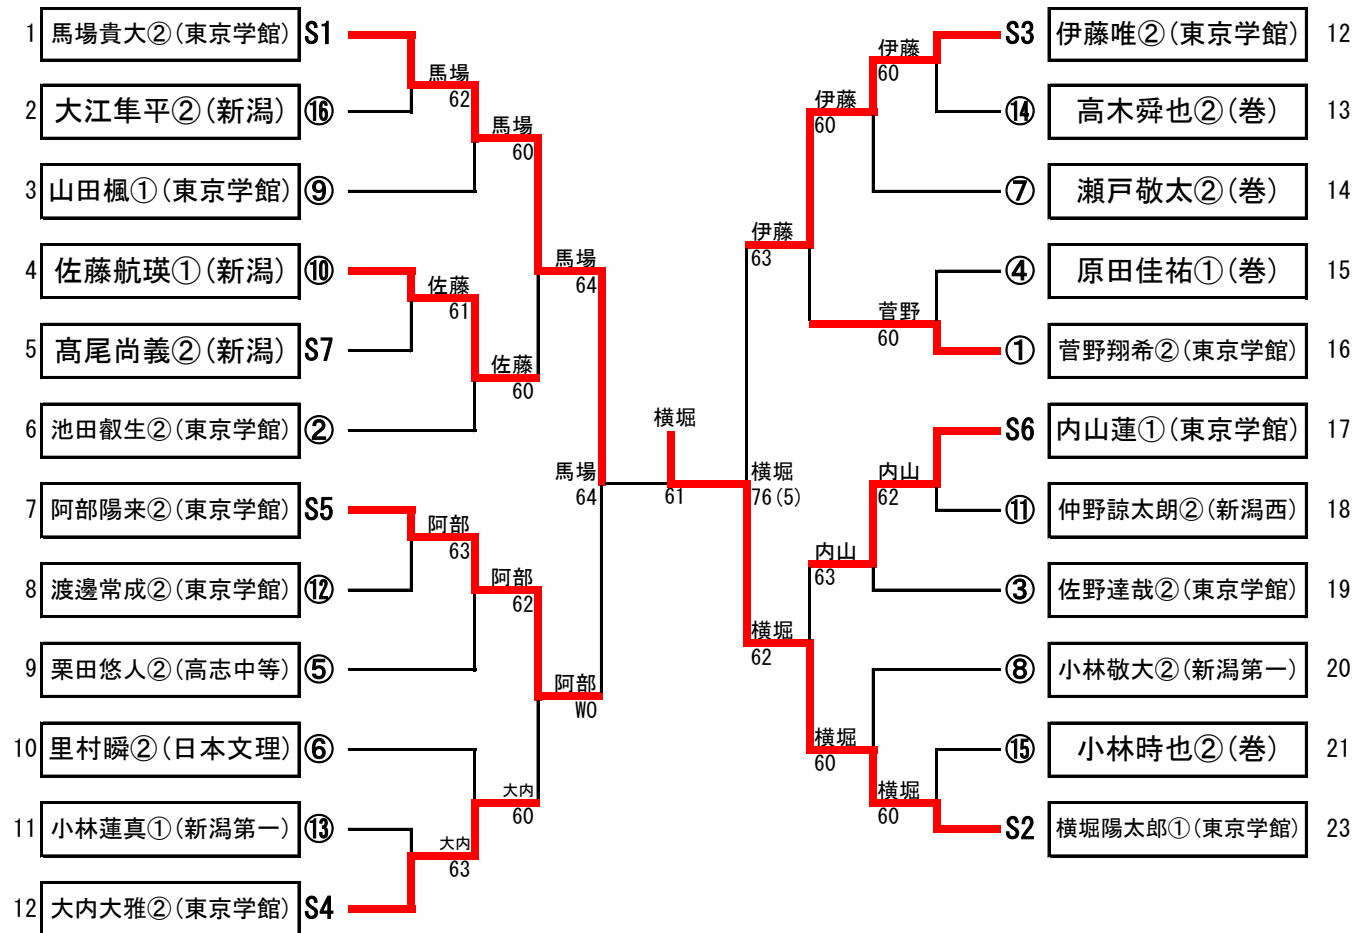 1 馬場貴大②(東京学館) S1
2 大江隼平②(新潟) ⑯
3 山田楓①(東京学館) ⑨
4 佐藤航瑛①(新潟) ⑩
5 髙尾尚義②(新潟) S7
6 池田叡生②(東京学館) ②
7 阿部陽来②(東京学館) S5
8 渡邊常成②(東京学館) ⑫
9 栗田悠人②(高志中等) ⑤
10 里村瞬②(日本文理) ⑥
11 小林蓮真①(新潟第一) ⑬
12 大内大雅②(東京学館) S4
馬場
62
佐藤
61
阿部
63
大内
63
馬場
60
佐藤
60
阿部
62
大内
60
馬場
64
阿部
WO
馬場
64
横堀
61
横堀
76(5)
伊藤
63
横堀
62
伊藤
60
菅野
60
内山
63
横堀
60
伊藤
60
内山
62
横堀
60
S3 伊藤唯②(東京学館) 12
⑭ 高木舜也②(巻) 13
⑦ 瀬戸敬太②(巻) 14
④ 原田佳祐①(巻) 15
① 菅野翔希②(東京学館) 16
S6 内山蓮①(東京学館) 17
⑪ 仲野諒太朗②(新潟西) 18
③ 佐野達哉②(東京学館) 19
⑧ 小林敬大②(新潟第一) 20
⑮ 小林時也②(巻) 21
S2 横堀陽太郎①(東京学館) 23